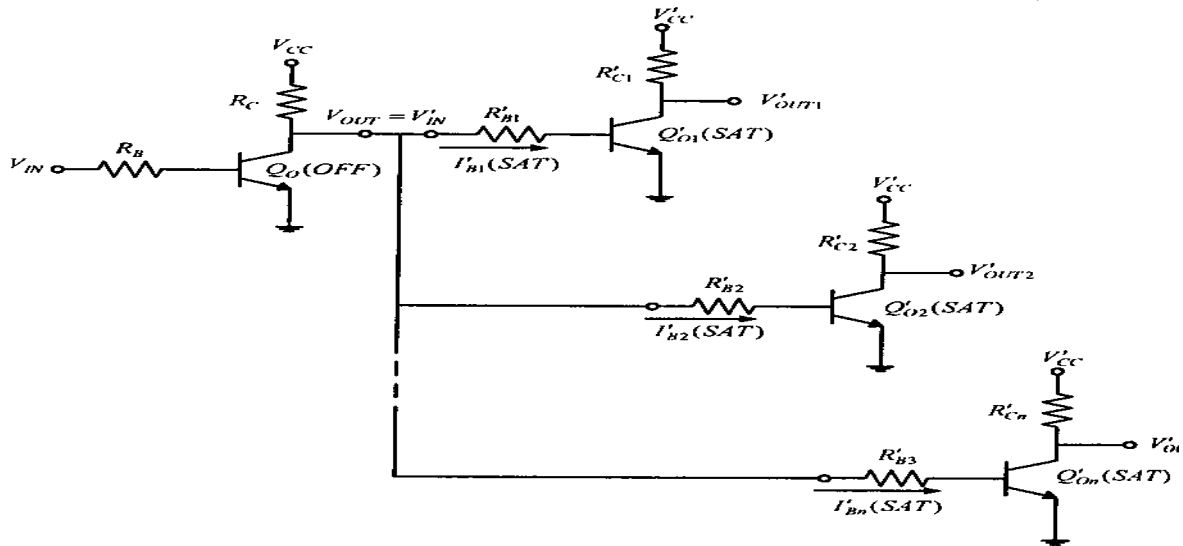 V'CC
VCC
R'C1
RC
VOUT = V'IN
R'B1
V'OUT1
VIN
RB
QO(OFF)
I'B1(SAT)
Q'O1(SAT)
V'CC
R'C2
R'B2
V'OUT2
I'B2(SAT)
Q'O2(SAT)
V'CC
R'Cn
R'B3
V'OU
I'Bn(SAT)
Q'On(SAT)